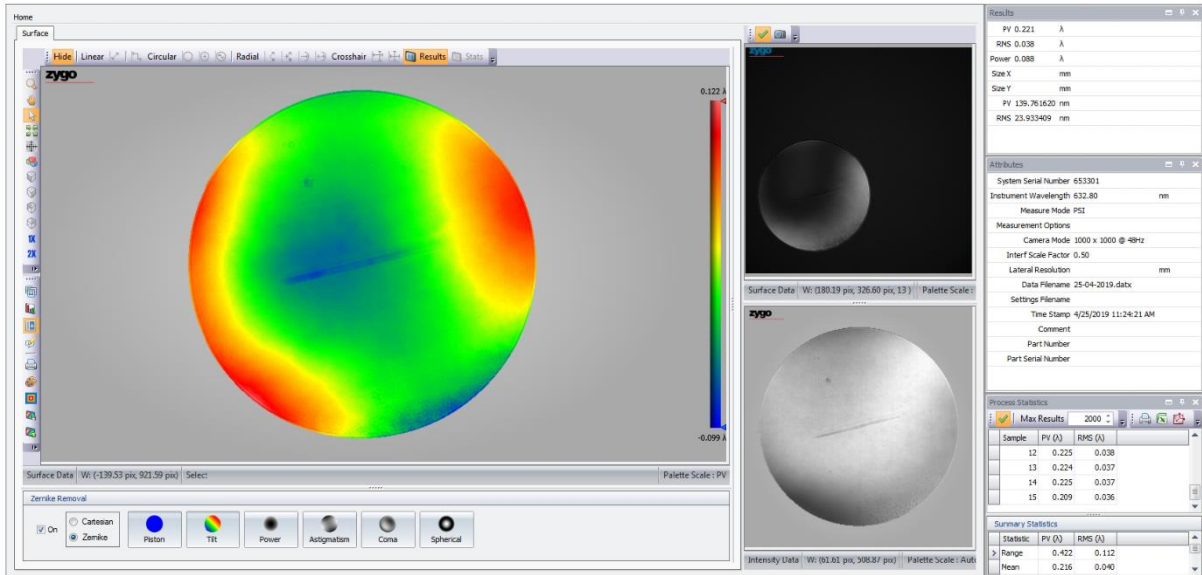 Home
Surface
Hide Linear Circular Radial Crosshair Results Stats
zygo
0.122 λ
-0.099 λ
1X
2X
Surface Data W: (-139.53 pix, 921.59 pix) Select: Palette Scale : PV
Zernike Removal
On
Cartesian
Zernike
Piston Tilt Power Astigmatism Coma Spherical
zygo
Surface Data W: (180.19 pix, 326.60 pix, 13 ) Palette Scale :
zygo
Intensity Data W: (61.61 pix, 508.87 pix) Palette Scale : Auto
Results
PV 0.221 λ
RMS 0.038 λ
Power 0.088 λ
Size X mm
Size Y mm
PV 139.761620 nm
RMS 23.933409 nm
Attributes
System Serial Number 653301
Instrument Wavelength 632.80 nm
Measure Mode PSI
Measurement Options
Camera Mode 1000 x 1000 @ 48Hz
Interf Scale Factor 0.50
Lateral Resolution mm
Data Filename 25-04-2019.datx
Settings Filename
Time Stamp 4/25/2019 11:24:21 AM
Comment
Part Number
Part Serial Number
Process Statistics
Max Results 2000
Sample PV (λ) RMS (λ)
12 0.225 0.038
13 0.224 0.037
14 0.225 0.037
15 0.209 0.036
Summary Statistics
Statistic PV (λ) RMS (λ)
Range 0.422 0.112
Mean 0.216 0.040